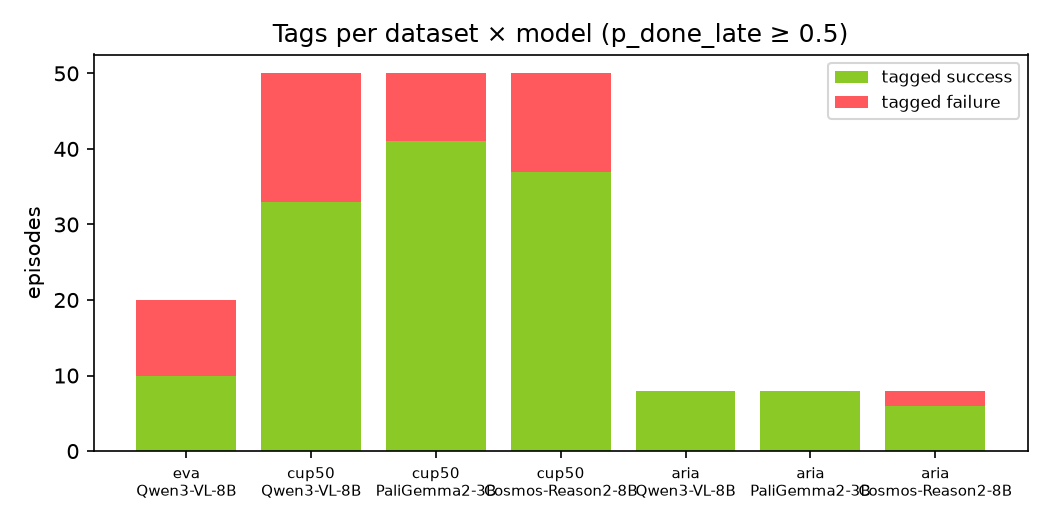 Tags per dataset × model (p_done_late ≥ 0.5)
tagged success
tagged failure
episodes
50
40
30
20
10
0
eva
Qwen3-VL-8B
cup50
Qwen3-VL-8B
cup50
PaliGemma2-3B
cup50
Cosmos-Reason2-8B
aria
Qwen3-VL-8B
aria
PaliGemma2-3B
aria
Cosmos-Reason2-8B